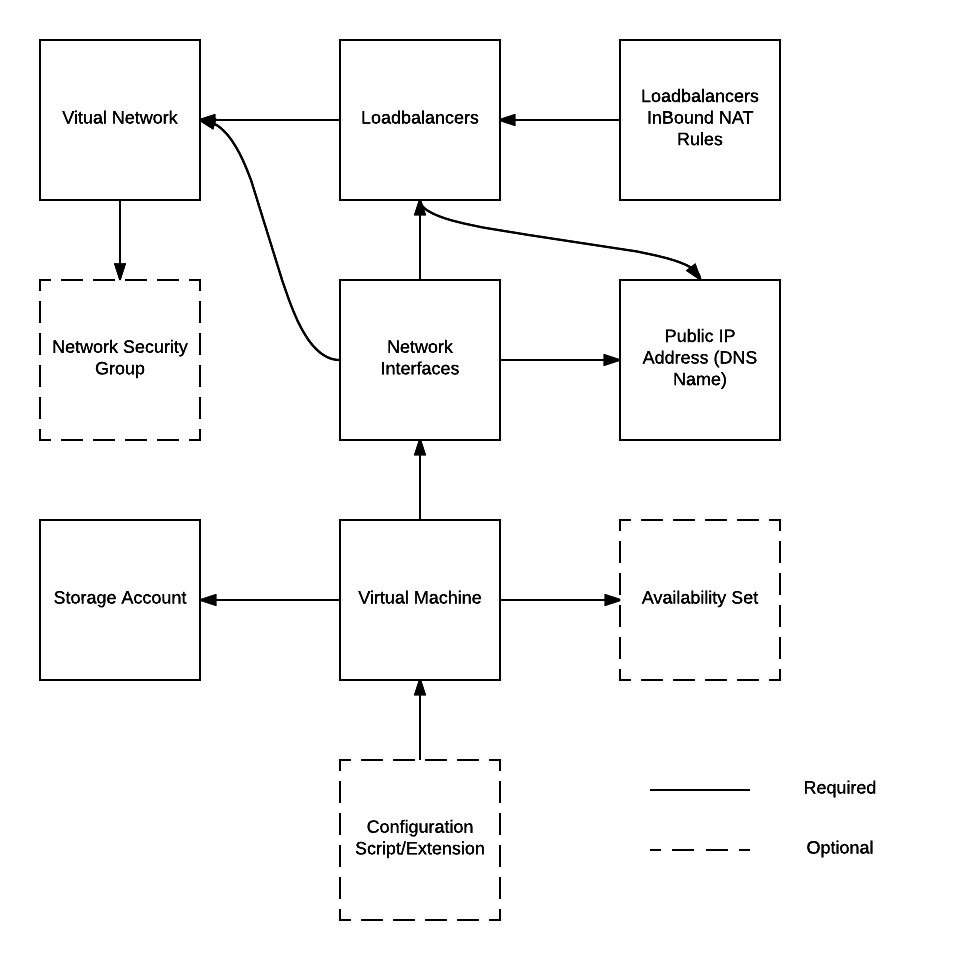 Vitual Network
Loadbalancers
Loadbalancers
InBound NAT
Rules
Network Security
Group
Network
Interfaces
Public IP
Address (DNS
Name)
Storage Account
Virtual Machine
Availability Set
Configuration
Script/Extension
Required
Optional